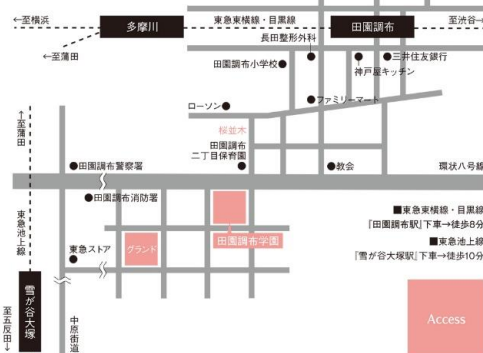 ←至横浜
多摩川
東急東横線・目黒線
田園調布
至渋谷→
←至蒲田
長田整形外科
田園調布小学校
三井住友銀行
神戸屋キッチン
ファミリーマート
ローソン
←至蒲田
桜並木
田園調布
二丁目保育園
田園調布警察署
教会
環状八号線
田園調布消防署
東急池上線
■東急東横線・目黒線
『田園調布駅』下車→徒歩8分
田園調布学園
グランド
東急ストア
■東急池上線
『雪が谷大塚駅』下車→徒歩10分
雪が谷大塚
至五反田→
中原街道
Access